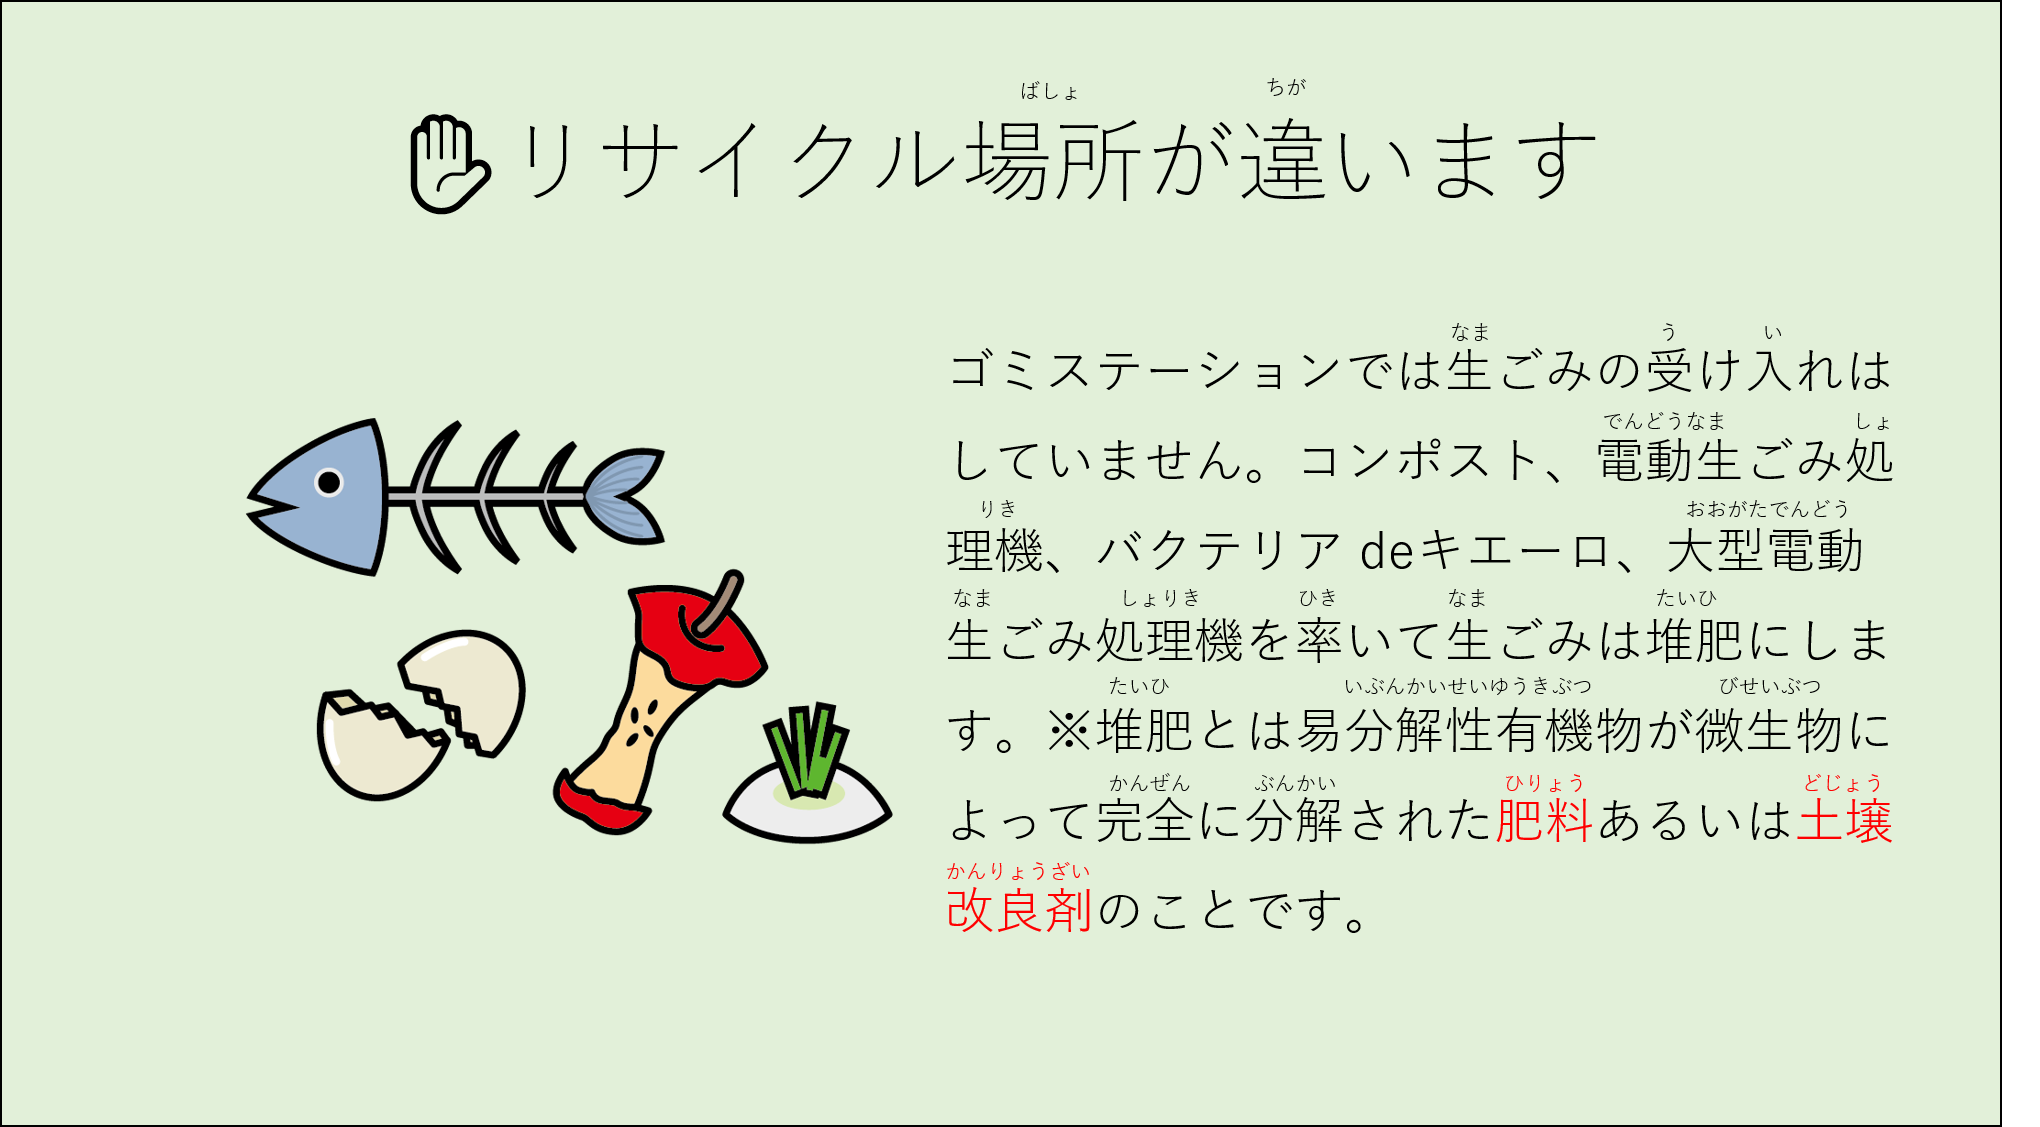 ばしょ ちが
リサイクル場所が違います
なま う い
ゴミステーションでは生ごみの受け入れは
でんどうなま しょ
していません。コンポスト、電動生ごみ処
りき おおがたでんどう
理機、バクテリア deキエーロ、大型電動
なま しょりき ひき なま たいひ
生ごみ処理機を率いて生ごみは堆肥にしま
たいひ いぶんかいせいゆうきぶつ びせいぶつ
す。※堆肥とは易分解性有機物が微生物に
かんぜん ぶんかい ひりょう どじょう
よって完全に分解された肥料あるいは土壌
かんりょうざい
改良剤のことです。